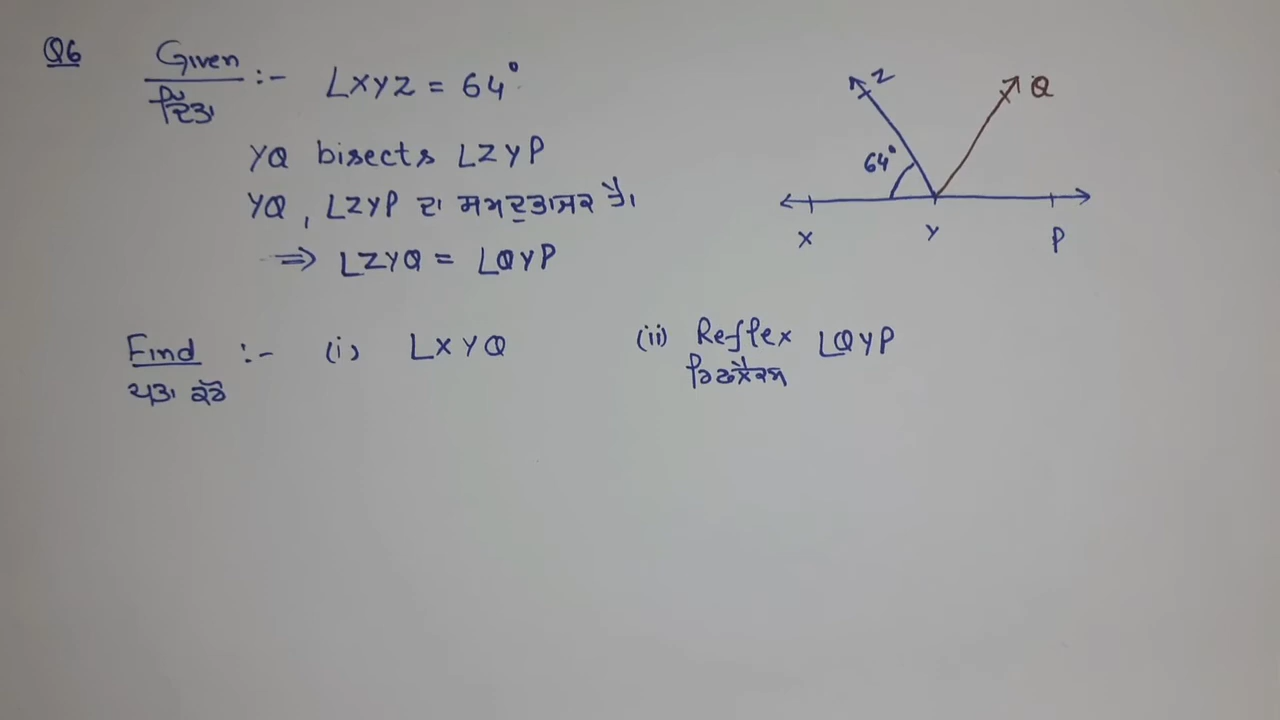 Q6 Given :- ∠XYZ = 64°
ਦਿੱਤਾ
YQ bisects ∠ZYP
YQ, ∠ZYP ਦਾ ਸਮਦੁਭਾਜਕ ਹੈ।
⇒ ∠ZYQ = ∠QYP
Z
Q
64°
X Y P
Find :- (i) ∠XYQ (ii) Reflex ∠QYP
ਪਤਾ ਕਰੋ ਰਿਫਲੈਕਸ